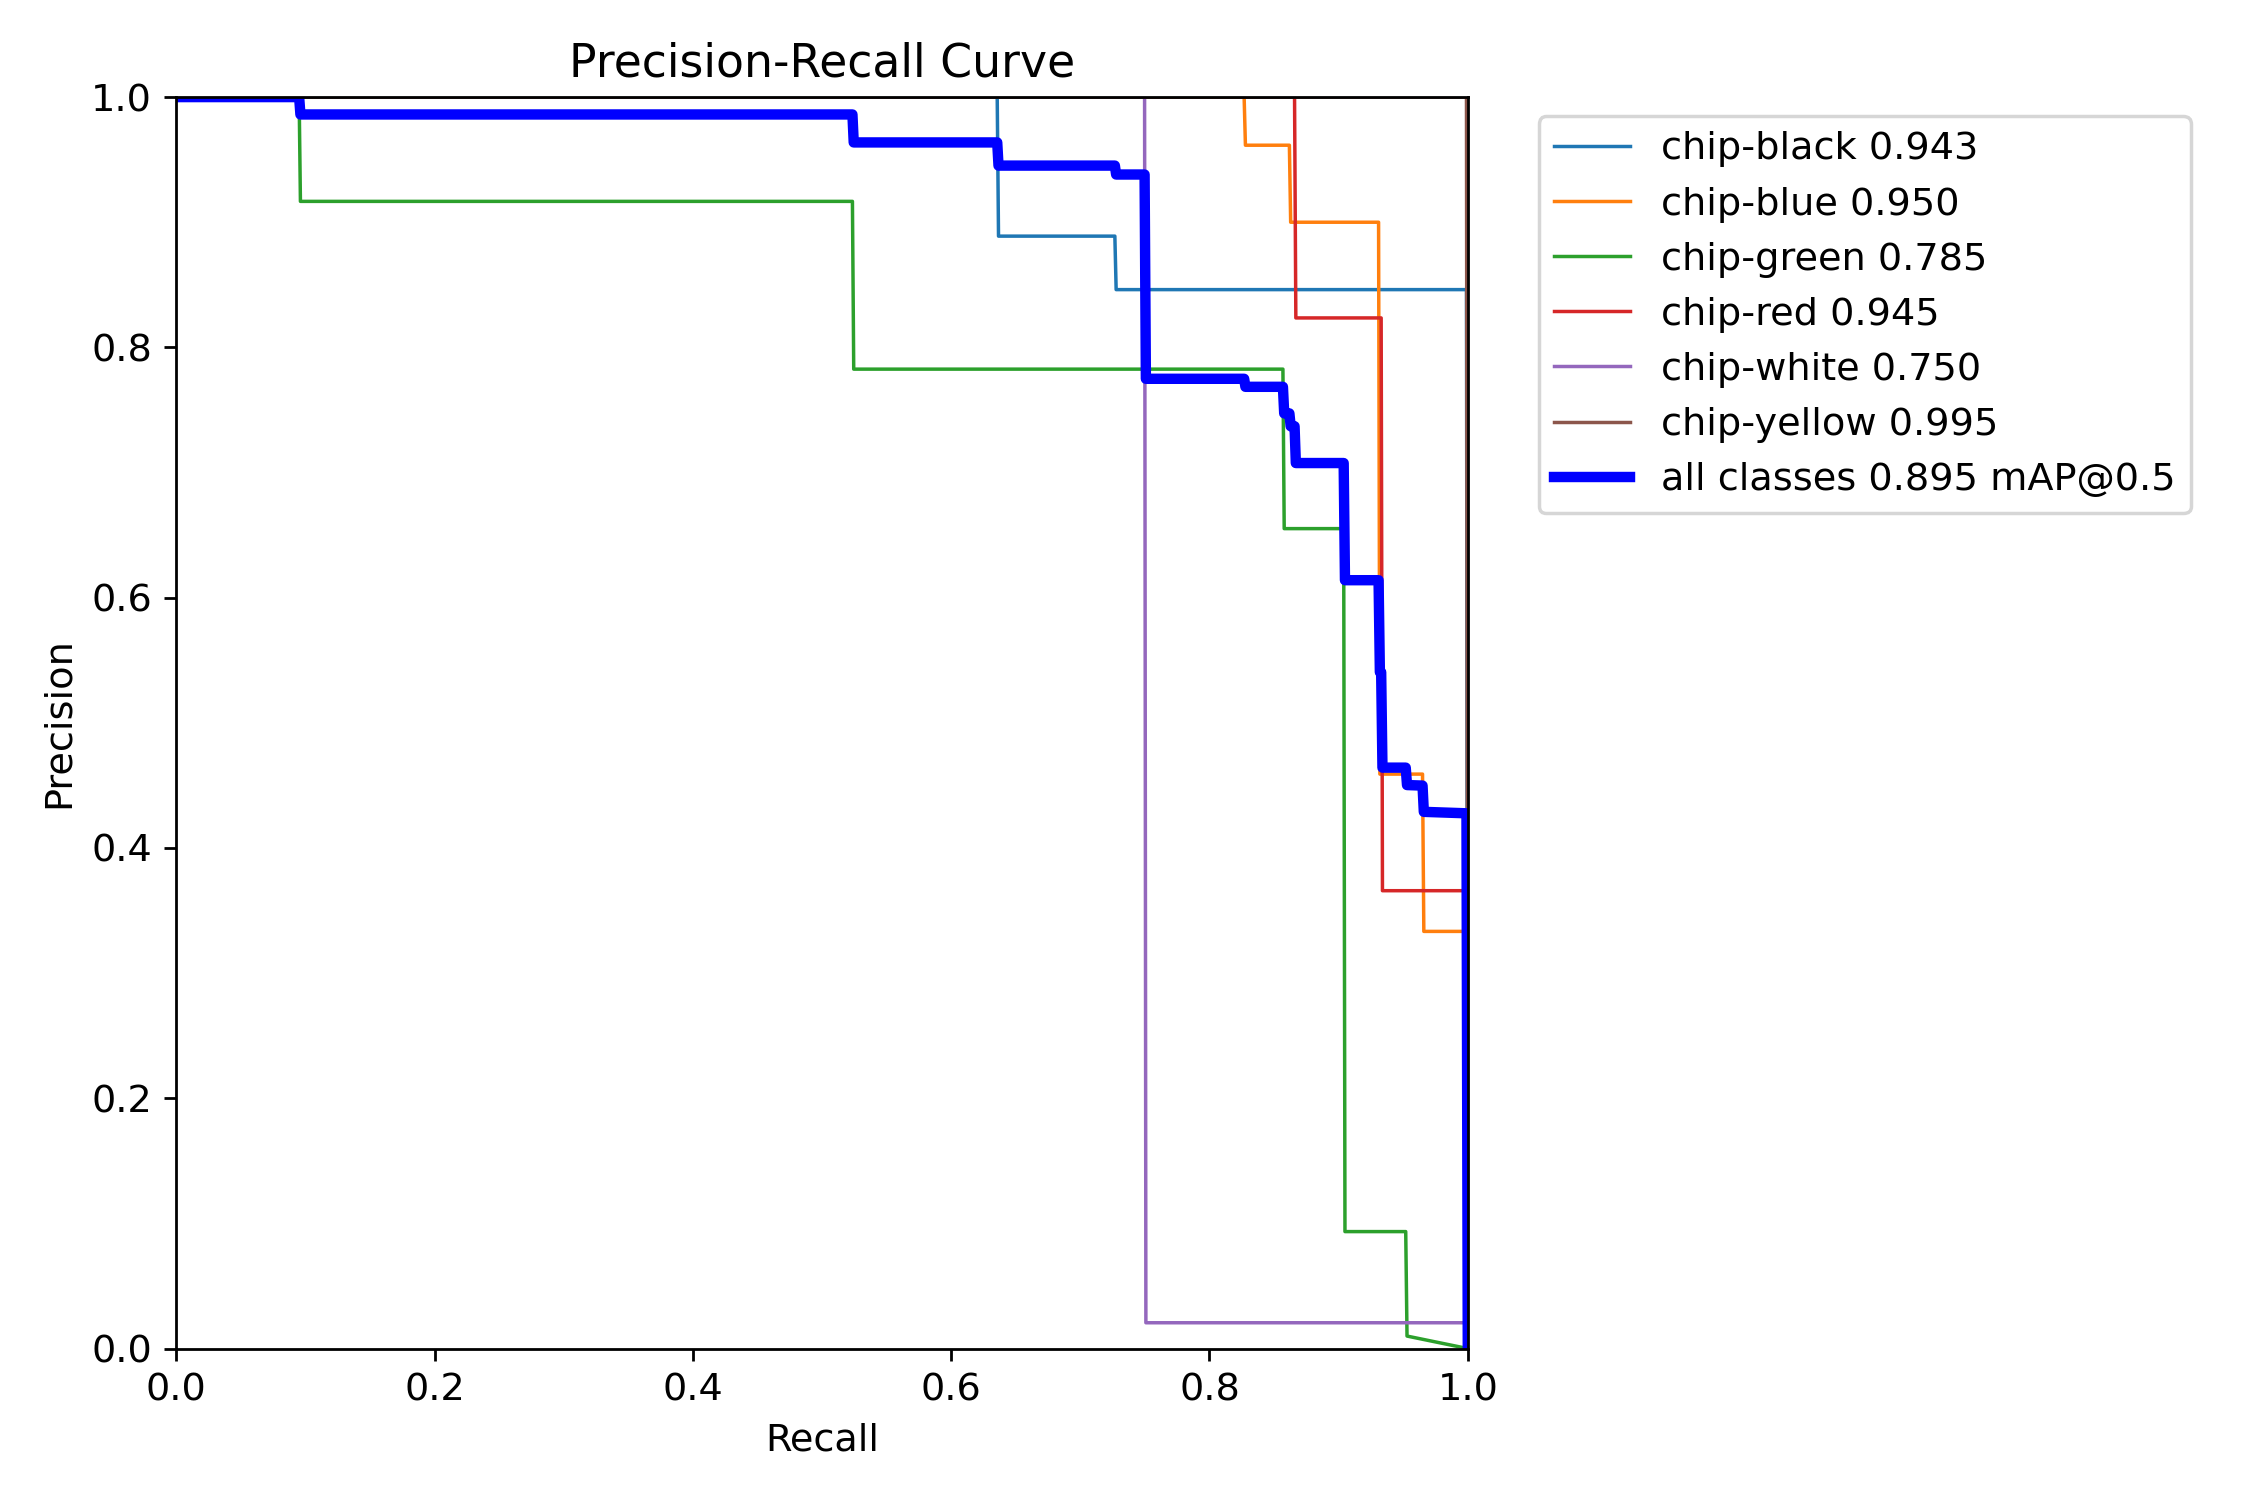 Precision-Recall Curve
1.0
0.8
0.6
0.4
0.2
0.0
Precision
0.0 0.2 0.4 0.6 0.8 1.0
Recall
chip-black 0.943
chip-blue 0.950
chip-green 0.785
chip-red 0.945
chip-white 0.750
chip-yellow 0.995
all classes 0.895 mAP@0.5